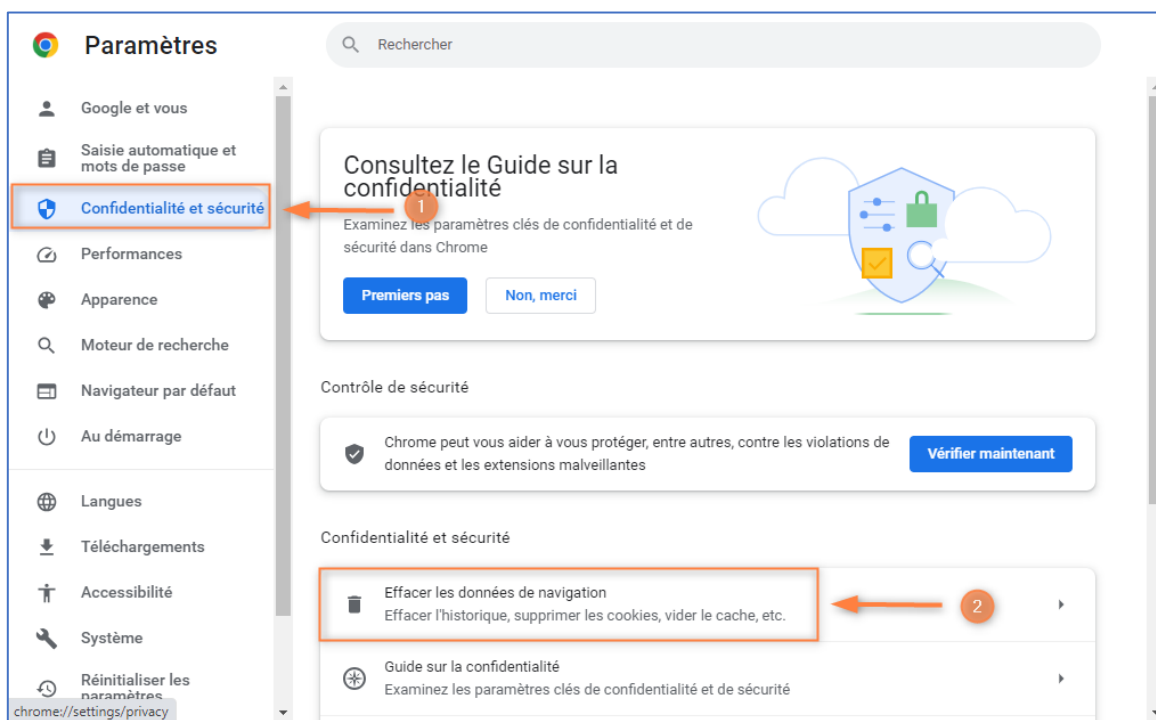 Paramètres
Rechercher
Google et vous
Saisie automatique et
mots de passe
Confidentialité et sécurité
Performances
Apparence
Moteur de recherche
Navigateur par défaut
Au démarrage
Langues
Téléchargements
Accessibilité
Système
Réinitialiser les
paramètres
chrome://settings/privacy
1
Consultez le Guide sur la
confidentialité
Examinez les paramètres clés de confidentialité et de
sécurité dans Chrome
Premiers pas
Non, merci
Contrôle de sécurité
Chrome peut vous aider à vous protéger, entre autres, contre les violations de
données et les extensions malveillantes
Vérifier maintenant
Confidentialité et sécurité
Effacer les données de navigation
Effacer l'historique, supprimer les cookies, vider le cache, etc.
2
Guide sur la confidentialité
Examinez les paramètres clés de confidentialité et de sécurité